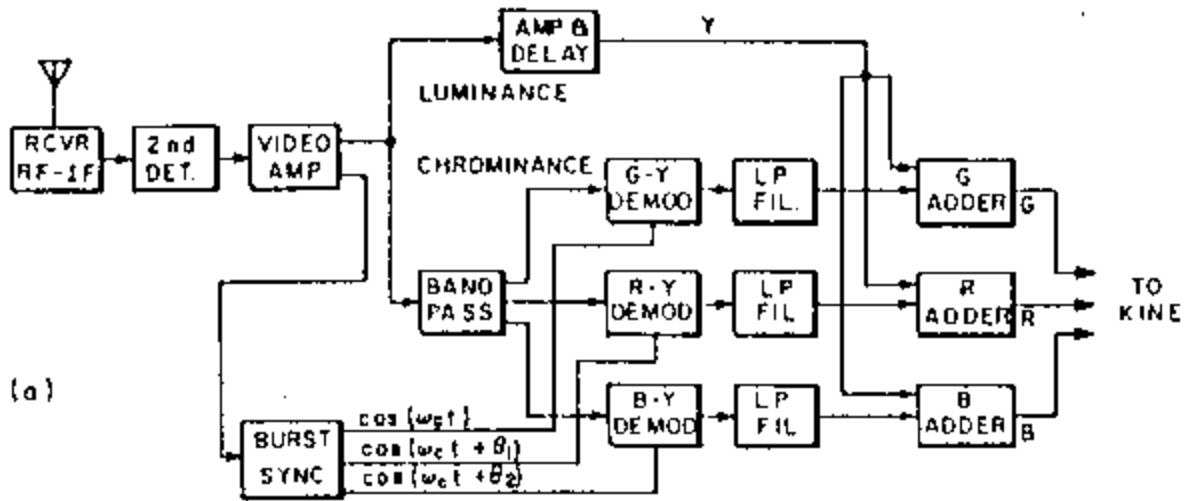 AMP &
DELAY
Y
LUMINANCE
RCVR
RF-IF
2nd
DET.
VIDEO
AMP
CHROMINANCE
G-Y
DEMOD
LP
FIL.
G
ADDER
G
BAND
PASS
R-Y
DEMOD
LP
FIL
R
ADDER
R
TO
KINE
(a)
B-Y
DEMOD
LP
FIL
B
ADDER
B
BURST
SYNC
cos(ωct)
cos(ωct + θ1)
cos(ωct + θ2)